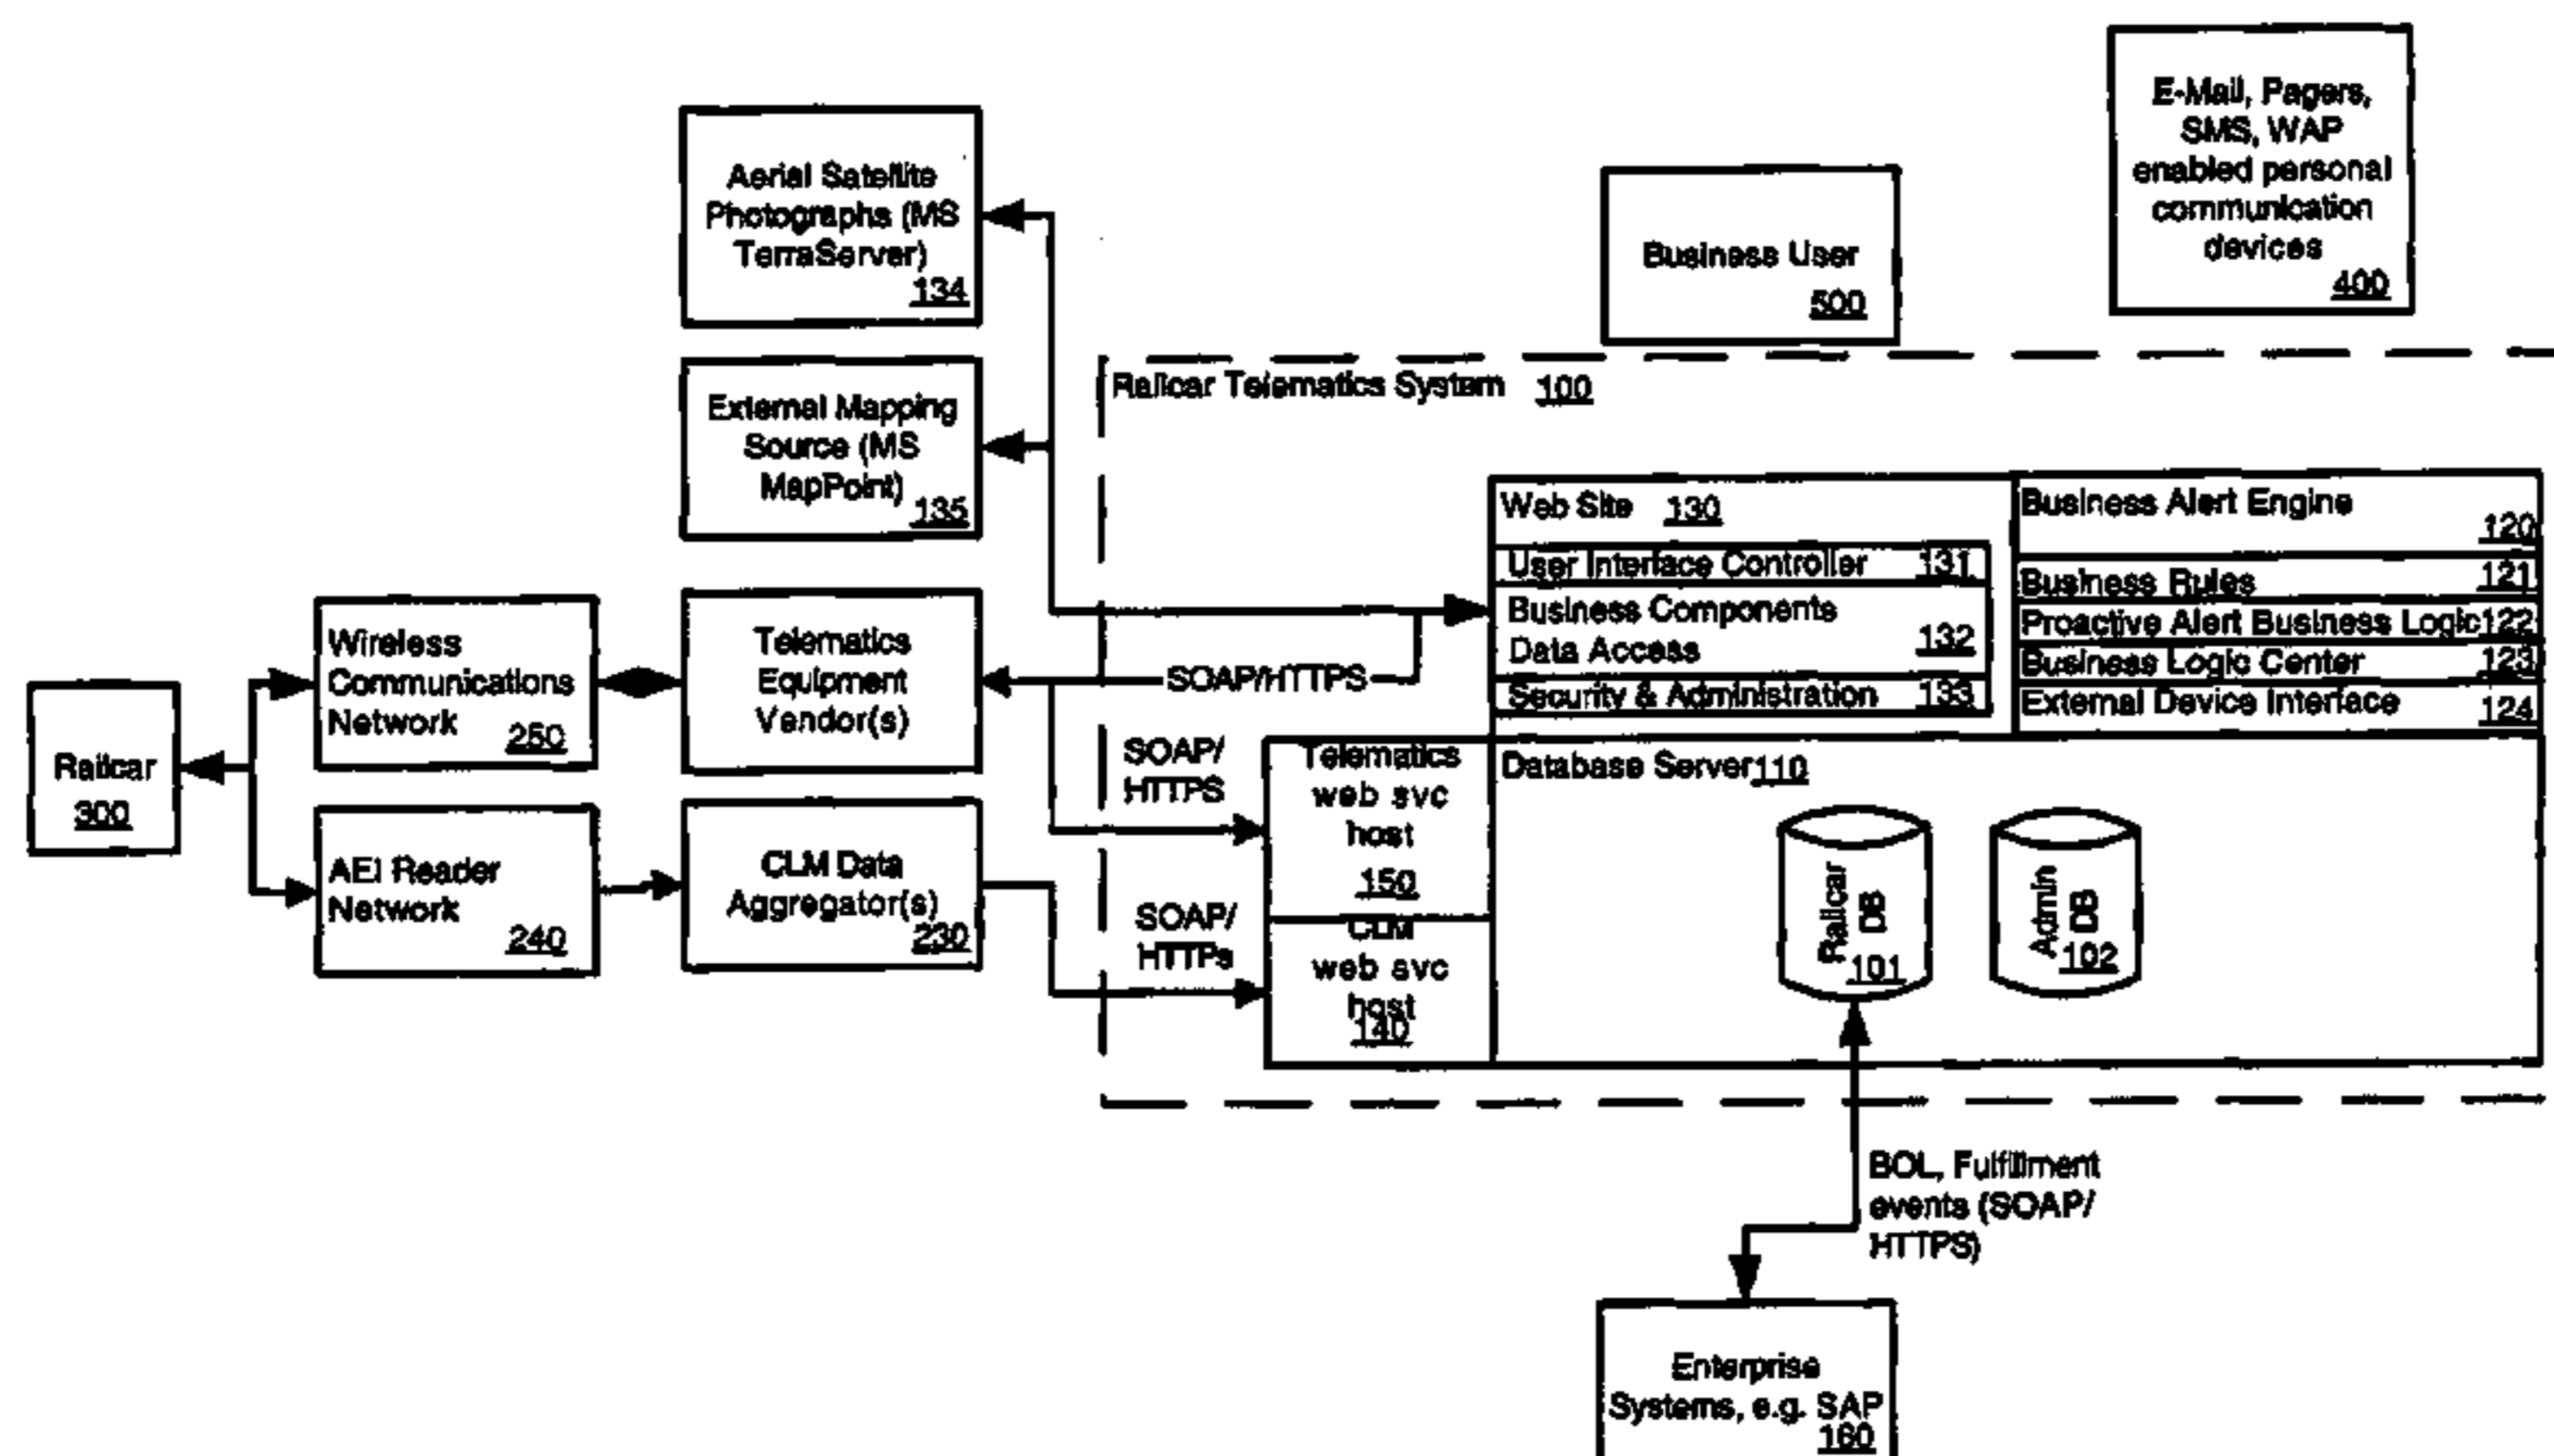 E-Mail, Pagers,
SMS, WAP
enabled personal
communication
devices
400
Aerial Satellite
Photographs (MS
TerraServer)
134
Business User
500
External Mapping
Source (MS
MapPoint)
135
Railcar Telematics System 100
Web Site 130
User Interface Controller 131
Business Components
Data Access 132
Security & Administration 133
Business Alert Engine
120
Business Rules 121
Proactive Alert Business Logic 122
Business Logic Center 123
External Device Interface 124
Railcar
300
Wireless
Communications
Network 250
Telematics
Equipment
Vendor(s)
SOAP/HTTPS
AEI Reader
Network
240
CLM Data
Aggregator(s)
230
SOAP/
HTTPS
SOAP/
HTTPs
Telematics
web svc
host
150
CLM
web svc
host
140
Database Server 110
Railcar
DB
101
Admin
DB
102
BOL, Fulfillment
events (SOAP/
HTTPS)
Enterprise
Systems, e.g. SAP
160